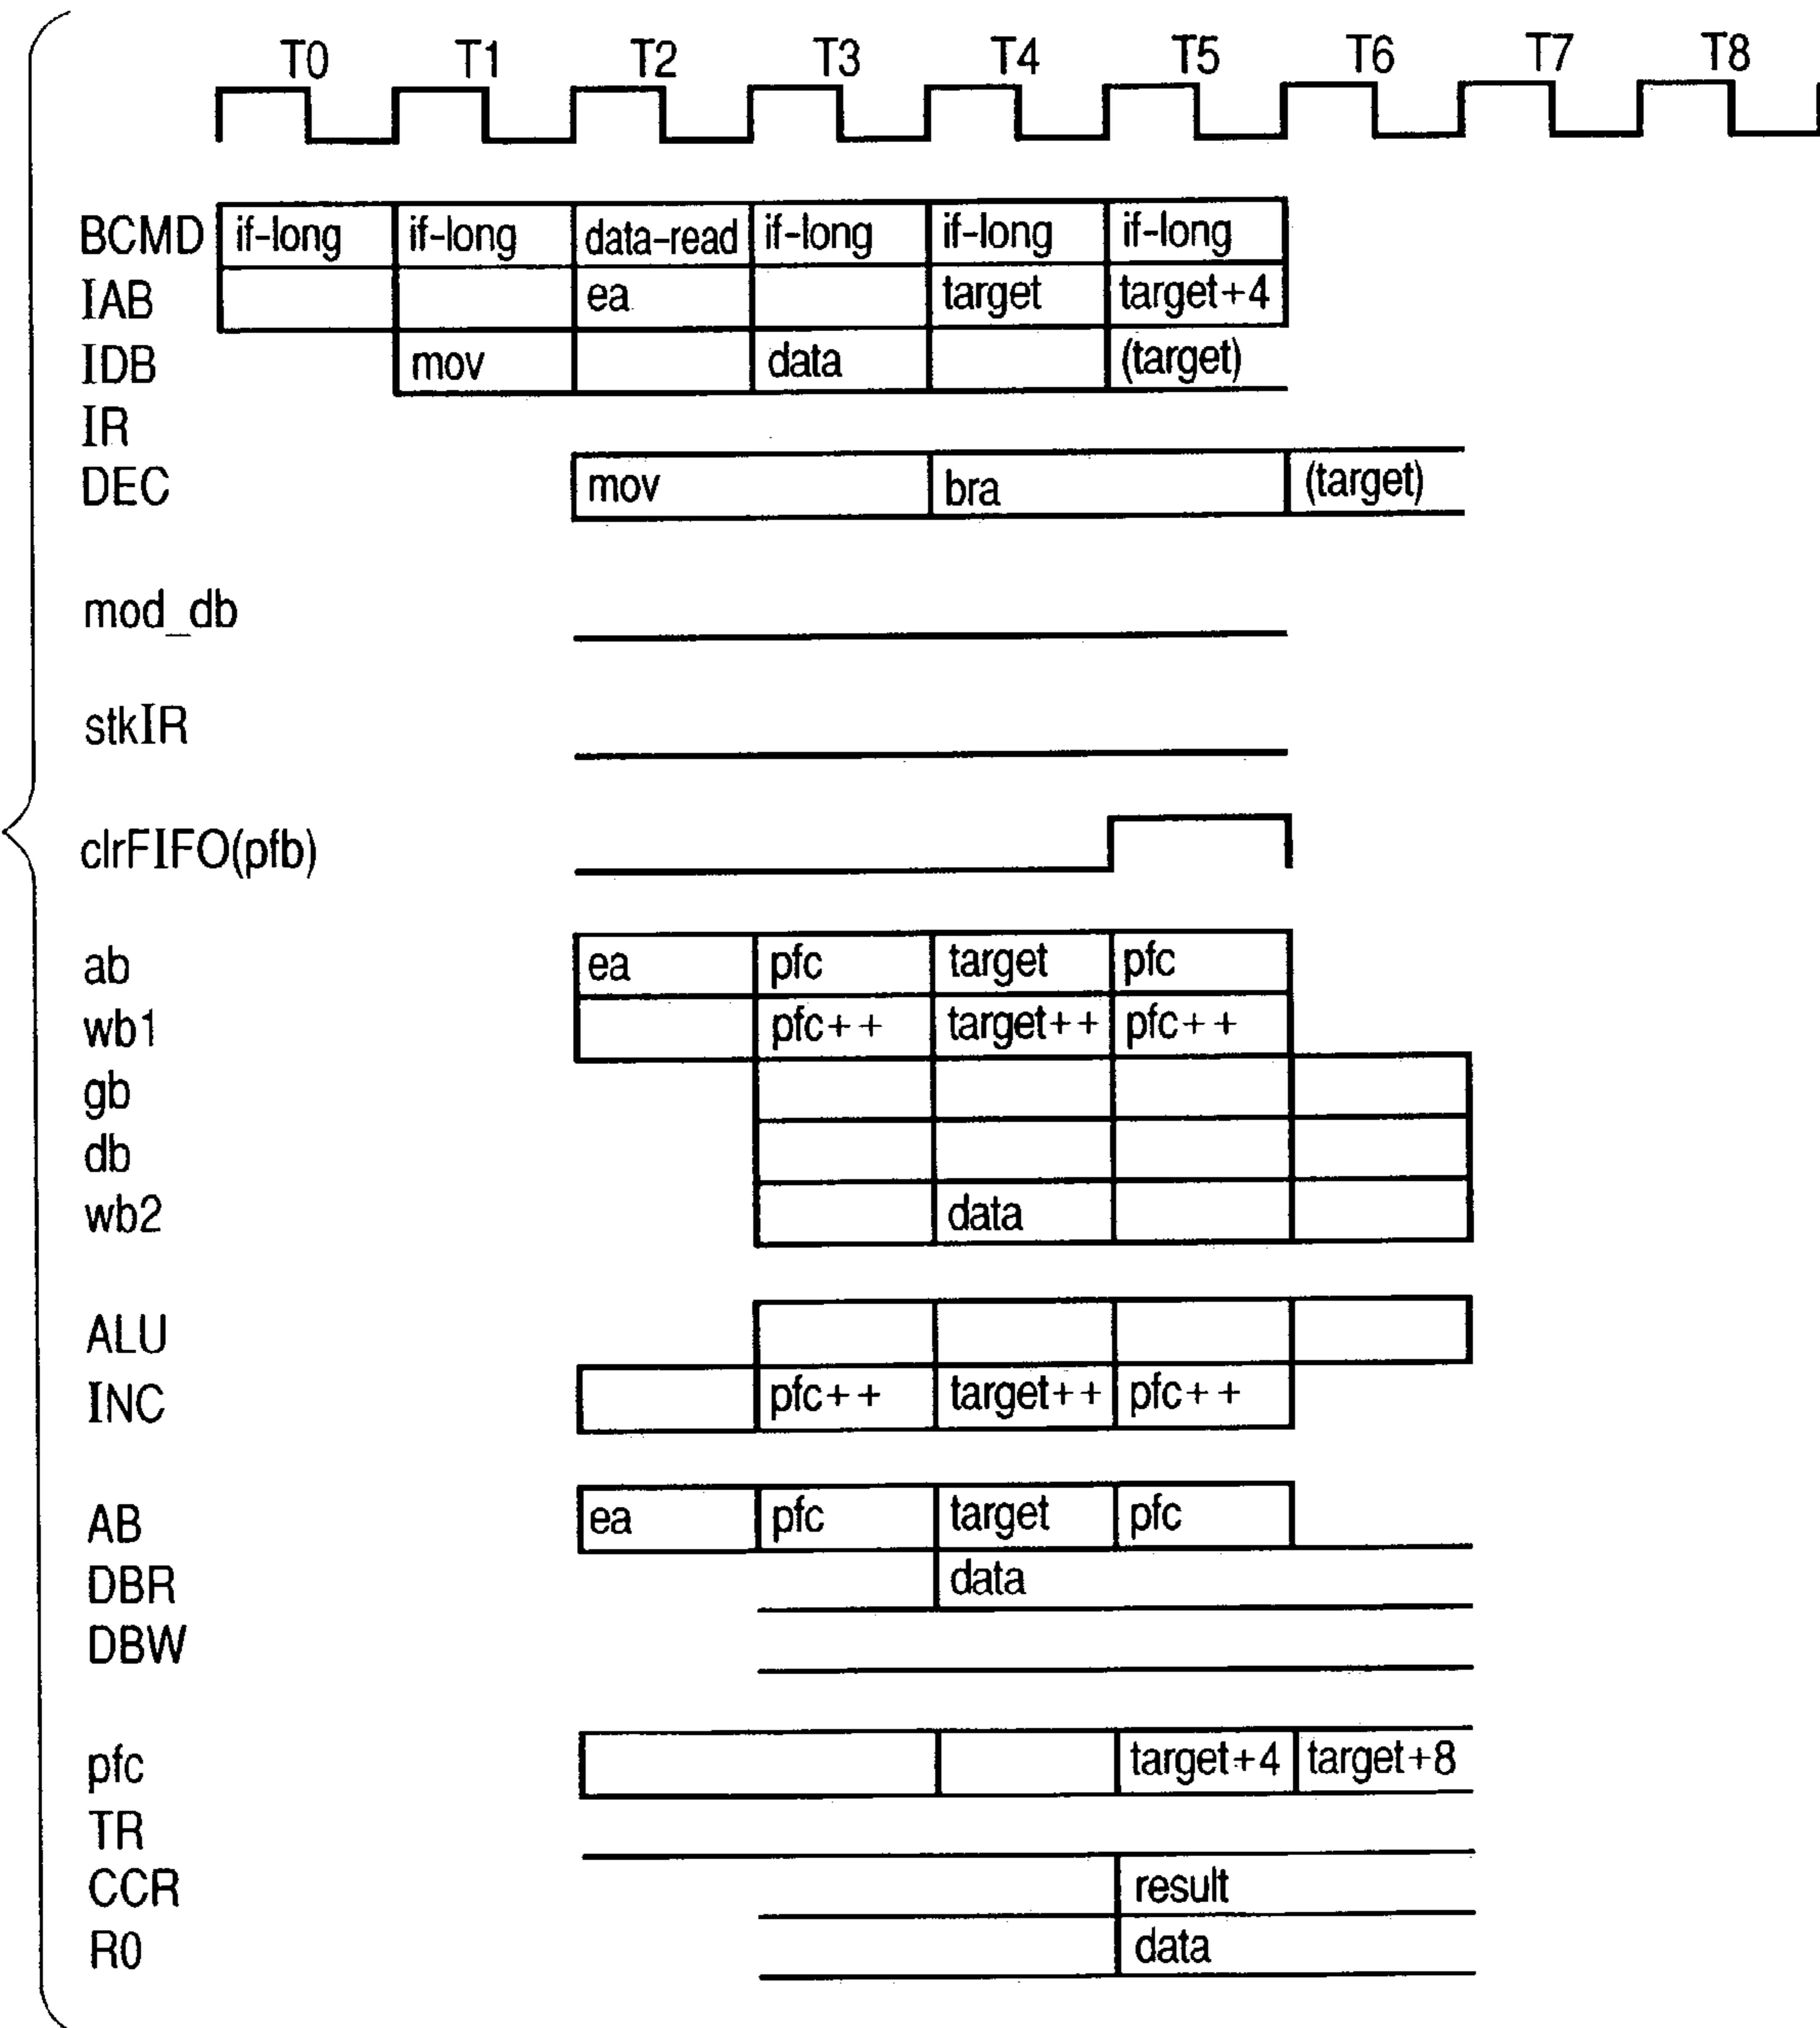 T0 T1 T2 T3 T4 T5 T6 T7 T8
BCMD if-long if-long data-read if-long if-long if-long
IAB ea target target+4
IDB mov data (target)
IR
DEC mov bra (target)
mod_db
stkIR
clrFIFO(pfb)
ab ea pfc target pfc
wb1 pfc++ target++ pfc++
gb
db
wb2 data
ALU
INC pfc++ target++ pfc++
AB ea pfc target pfc
DBR data
DBW
pfc target+4 target+8
TR
CCR result
R0 data